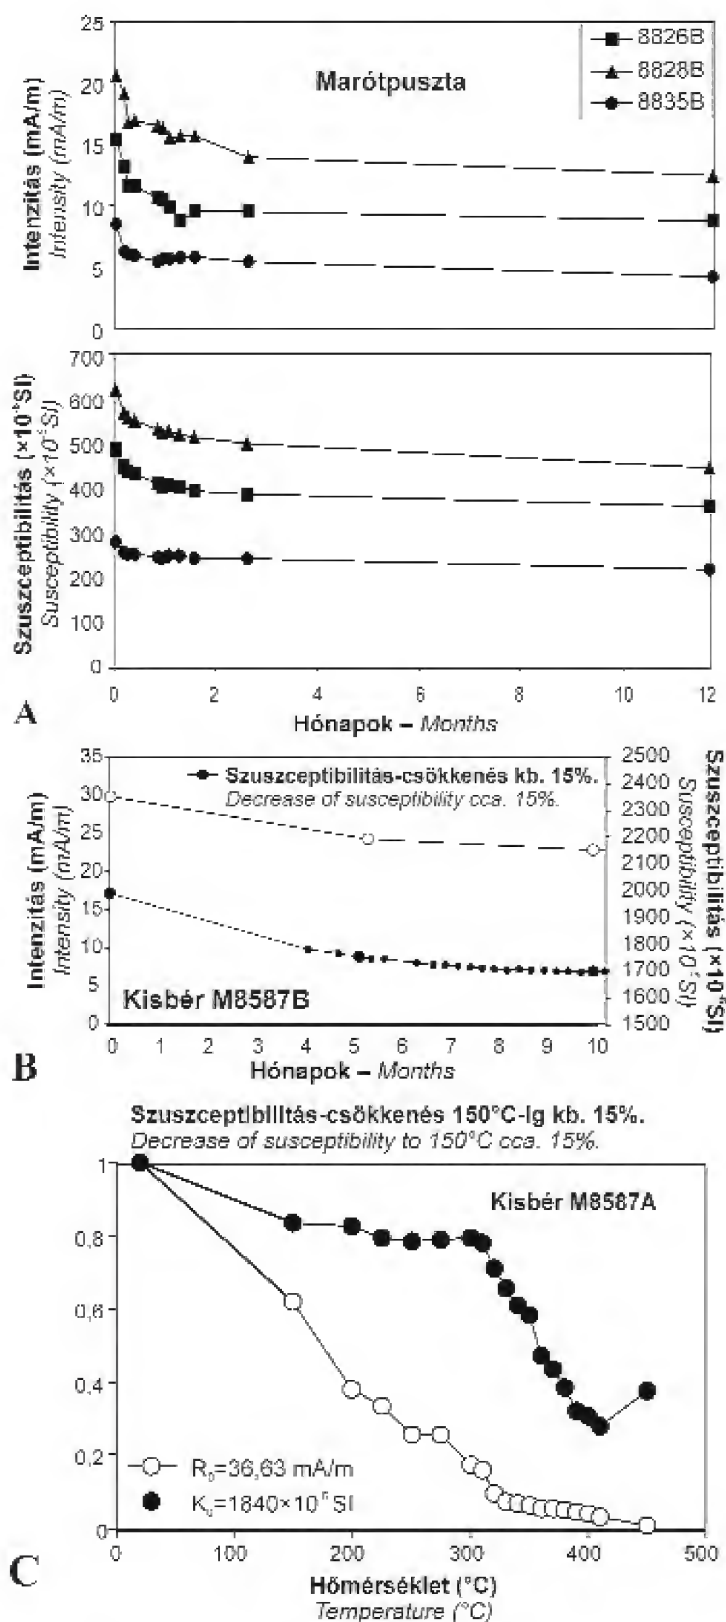 25
20
15
10
5
0
Intenzitás (mA/m)
Intensity (mA/m)
Marótpuszta
8826B
8828B
8835B
700
600
500
400
300
200
100
0
Szuszceptibilitás (×10⁻⁶SI)
Susceptibility (×10⁻⁶SI)
0 2 4 6 8 10 12
A
Hónapok – Months
35
30
25
20
15
10
5
0
Intenzitás (mA/m)
Intensity (mA/m)
Szuszceptibilitás-csökkenés kb. 15%.
Decrease of susceptibility cca. 15%.
2500
2400
2300
2200
2100
2000
1900
1800
1700
1600
1500
Szuszceptibilitás (×10⁻⁶SI)
Susceptibility (×10⁻⁶SI)
Kisbér M8587B
0 1 2 3 4 5 6 7 8 9 10
B
Hónapok – Months
Szuszceptibilitás-csökkenés 150°C-ig kb. 15%.
Decrease of susceptibility to 150°C cca. 15%.
1
0,8
0,6
0,4
0,2
0
Kisbér M8587A
R₀=36,63 mA/m
K₀=1840×10⁻⁶ SI
0 100 200 300 400 500
C
Hőmérséklet (°C)
Temperature (°C)